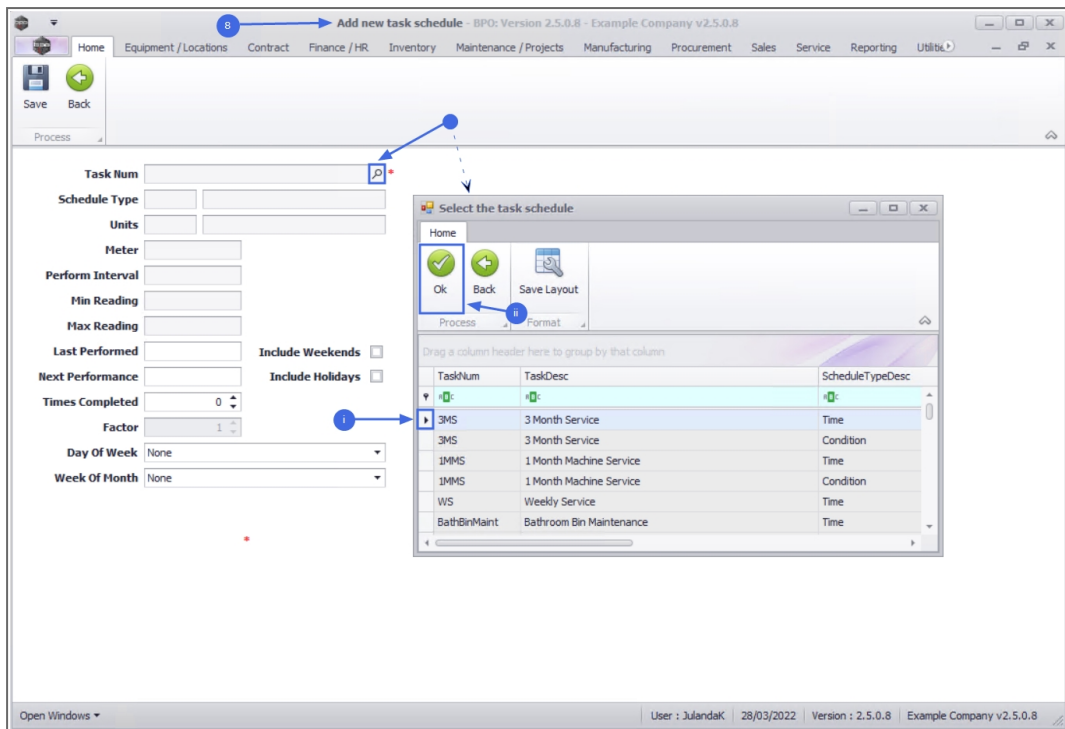 8
Add new task schedule - BPO: Version 2.5.0.8 - Example Company v2.5.0.8
Home Equipment / Locations Contract Finance / HR Inventory Maintenance / Projects Manufacturing Procurement Sales Service Reporting Utilitie
Save Back
Process
Task Num *
Schedule Type
Units
Meter
Perform Interval
Min Reading
Max Reading
Last Performed Include Weekends
Next Performance Include Holidays
Times Completed 0
Factor 1
Day Of Week None
Week Of Month None
*
Select the task schedule
Home
Ok Back Save Layout
ii
Process Format
Drag a column header here to group by that column
TaskNum TaskDesc ScheduleTypeDesc
i
3MS 3 Month Service Time
3MS 3 Month Service Condition
1MMS 1 Month Machine Service Time
1MMS 1 Month Machine Service Condition
WS Weekly Service Time
BathBinMaint Bathroom Bin Maintenance Time
Open Windows User : JulandaK 28/03/2022 Version : 2.5.0.8 Example Company v2.5.0.8